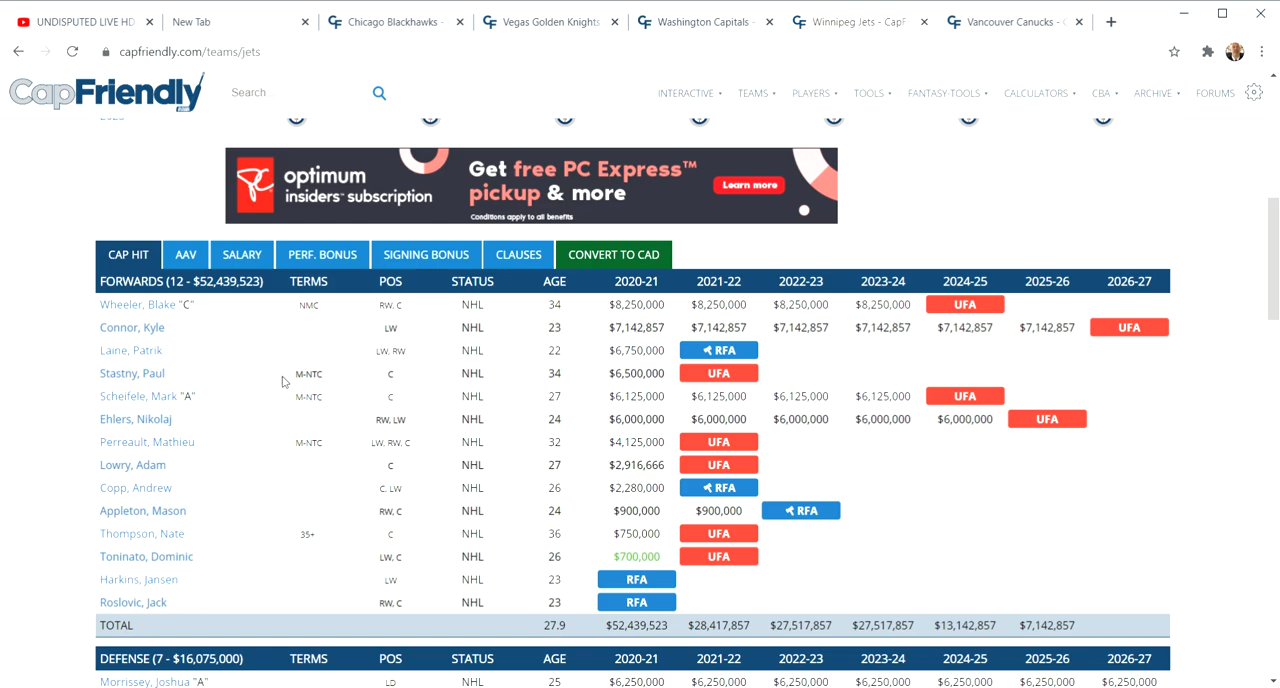 UNDISPUTED LIVE HD
New Tab
Chicago Blackhawks -
Vegas Golden Knights
Washington Capitals -
Winnipeg Jets - CapF
Vancouver Canucks -
capfriendly.com/teams/jets
CapFriendly
.com
Search
INTERACTIVE
TEAMS
PLAYERS
TOOLS
FANTASY-TOOLS
CALCULATORS
CBA
ARCHIVE
FORUMS
PC optimum insiders™ subscription
Get free PC Express™ pickup & more
Conditions apply to all benefits
Learn more
CAP HIT AAV SALARY PERF. BONUS SIGNING BONUS CLAUSES CONVERT TO CAD
FORWARDS (12 - $52,439,523) TERMS POS STATUS AGE 2020-21 2021-22 2022-23 2023-24 2024-25 2025-26 2026-27
Wheeler, Blake "C" NMC RW, C NHL 34 $8,250,000 $8,250,000 $8,250,000 $8,250,000 UFA
Connor, Kyle LW NHL 23 $7,142,857 $7,142,857 $7,142,857 $7,142,857 $7,142,857 $7,142,857 UFA
Laine, Patrik LW, RW NHL 22 $6,750,000 RFA
Stastny, Paul M-NTC C NHL 34 $6,500,000 UFA
Scheifele, Mark "A" M-NTC C NHL 27 $6,125,000 $6,125,000 $6,125,000 $6,125,000 UFA
Ehlers, Nikolaj RW, LW NHL 24 $6,000,000 $6,000,000 $6,000,000 $6,000,000 $6,000,000 UFA
Perreault, Mathieu M-NTC LW, RW, C NHL 32 $4,125,000 UFA
Lowry, Adam C NHL 27 $2,916,666 UFA
Copp, Andrew C, LW NHL 26 $2,280,000 RFA
Appleton, Mason RW, C NHL 24 $900,000 $900,000 RFA
Thompson, Nate 35+ C NHL 36 $750,000 UFA
Toninato, Dominic LW, C NHL 26 $700,000 UFA
Harkins, Jansen LW NHL 23 RFA
Roslovic, Jack RW, C NHL 23 RFA
TOTAL 27.9 $52,439,523 $28,417,857 $27,517,857 $27,517,857 $13,142,857 $7,142,857
DEFENSE (7 - $16,075,000) TERMS POS STATUS AGE 2020-21 2021-22 2022-23 2023-24 2024-25 2025-26 2026-27
Morrissey, Joshua "A" LD NHL 25 $6,250,000 $6,250,000 $6,250,000 $6,250,000 $6,250,000 $6,250,000 $6,250,000